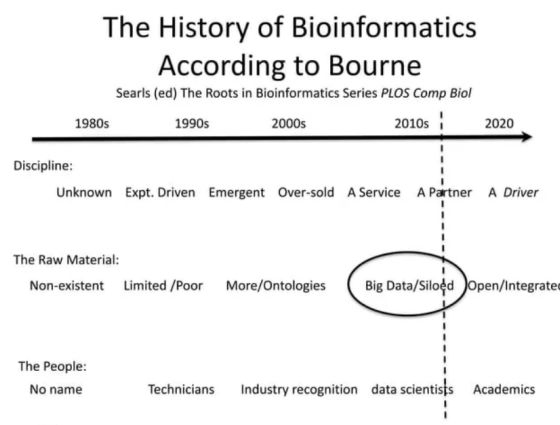 The History of Bioinformatics
According to Bourne
Searls (ed) The Roots in Bioinformatics Series PLOS Comp Biol
1980s 1990s 2000s 2010s 2020
Discipline:
Unknown Expt. Driven Emergent Over-sold A Service A Partner A Driver
The Raw Material:
Non-existent Limited /Poor More/Ontologies Big Data/Siloed Open/Integrated
The People:
No name Technicians Industry recognition data scientists Academics